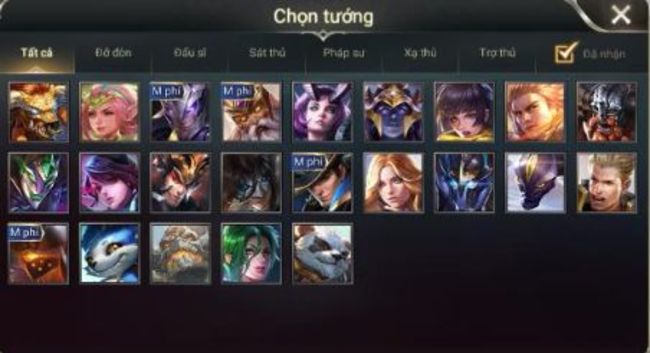 Chọn tướng
Tất cả Đỡ đòn Đấu sĩ Sát thủ Pháp sư Xạ thủ Trợ thủ Đã nhận
M phí M phí
M phí
M phí